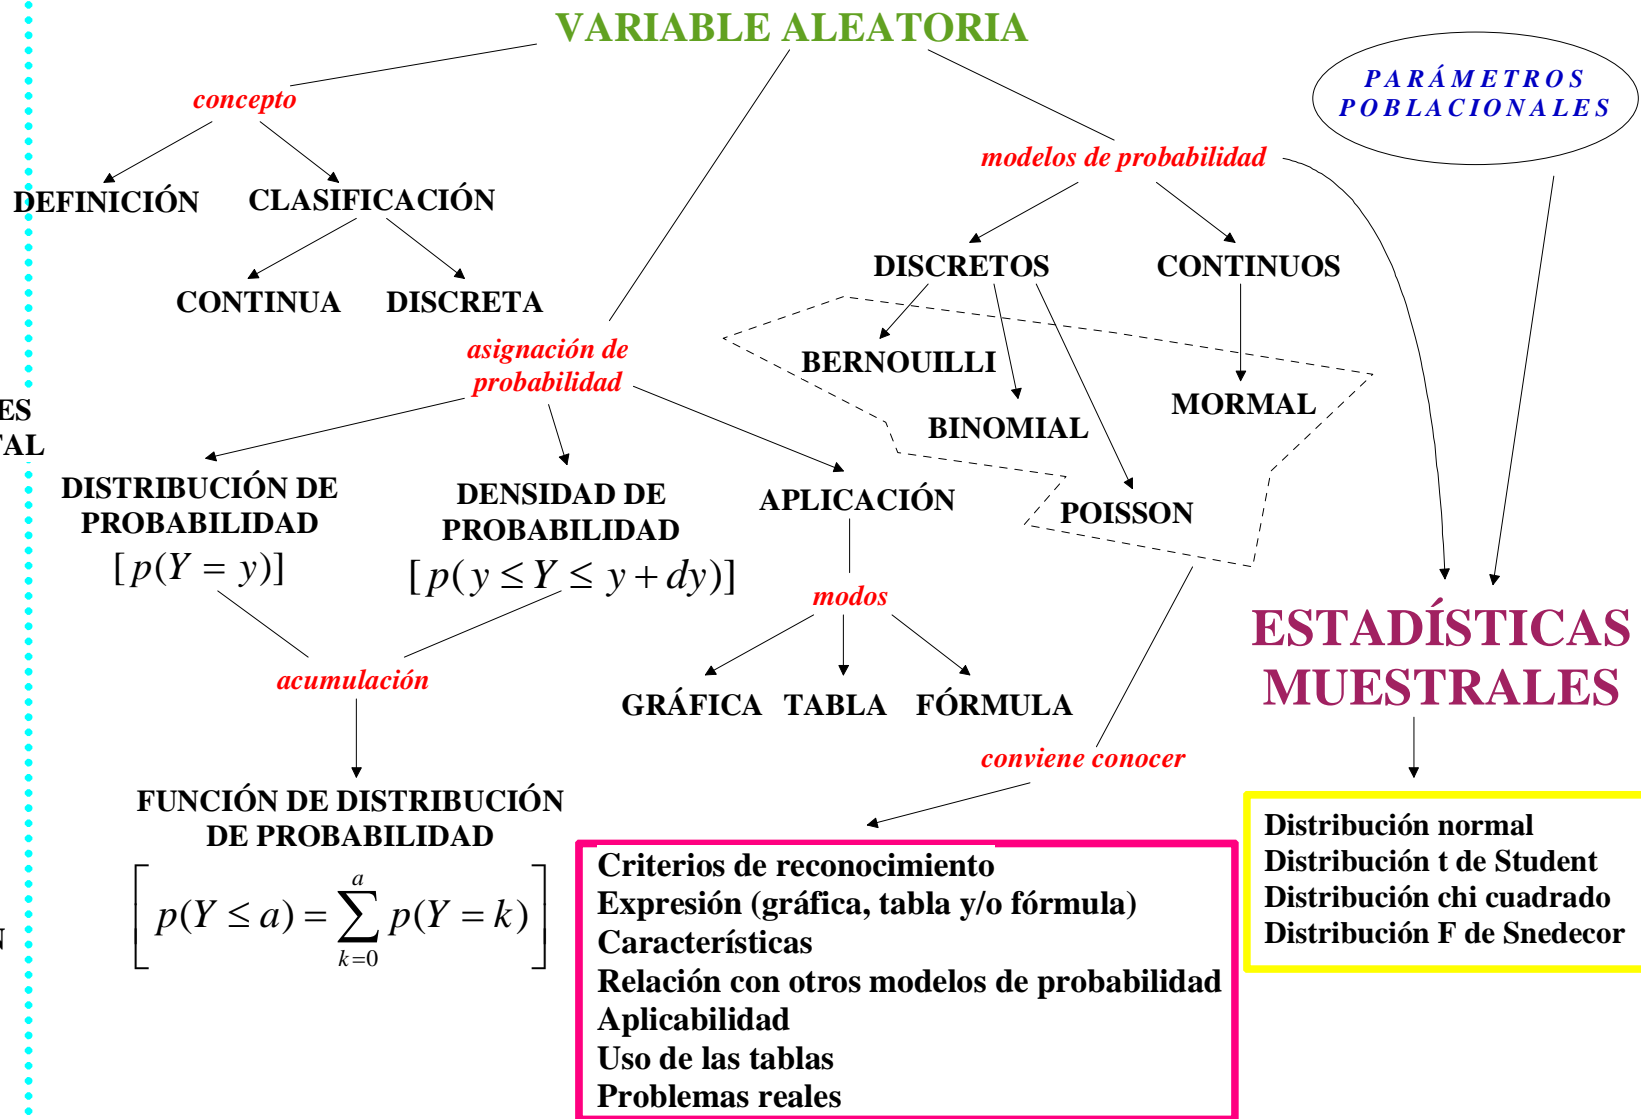 VARIABLE ALEATORIA
PARÁMETROS
POBLACIONALES
concepto
modelos de probabilidad
DEFINICIÓN
CLASIFICACIÓN
DISCRETOS
CONTINUOS
CONTINUA
DISCRETA
asignación de
probabilidad
BERNOUILLI
MORMAL
BINOMIAL
ES
TAL
DISTRIBUCIÓN DE
PROBABILIDAD
[p(Y = y)]
DENSIDAD DE
PROBABILIDAD
[p(y ≤ Y ≤ y + dy)]
APLICACIÓN
POISSON
modos
ESTADÍSTICAS
MUESTRALES
acumulación
GRÁFICA
TABLA
FÓRMULA
conviene conocer
FUNCIÓN DE DISTRIBUCIÓN
DE PROBABILIDAD
[p(Y ≤ a) = ∑_{k=0}^{a} p(Y = k)]
Criterios de reconocimiento
Expresión (gráfica, tabla y/o fórmula)
Características
Relación con otros modelos de probabilidad
Aplicabilidad
Uso de las tablas
Problemas reales
Distribución normal
Distribución t de Student
Distribución chi cuadrado
Distribución F de Snedecor